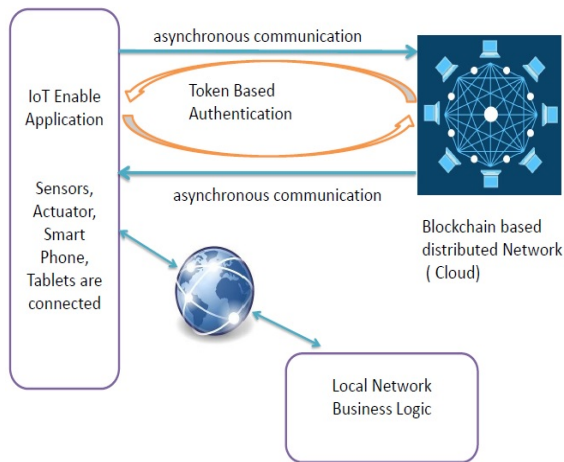 asynchronous communication
IoT Enable
Application
Token Based
Authentication
Sensors,
Actuator,
Smart
Phone,
Tablets are
connected
asynchronous communication
Blockchain based
distributed Network
( Cloud)
Local Network
Business Logic